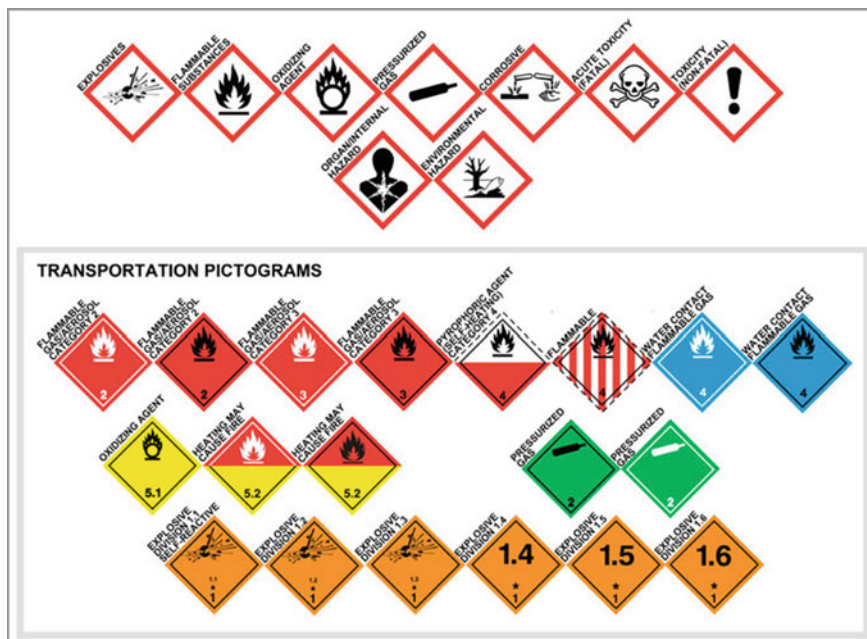 EXPLOSIVES
FLAMMABLE
SUBSTANCES
OXIDIZING
AGENT
PRESSURIZED
GAS
CORROSIVE
ACUTE TOXICITY
(FATAL)
TOXICITY
(NON-FATAL)
ORGAN/INTERNAL
HAZARD
ENVIRONMENTAL
HAZARD
TRANSPORTATION PICTOGRAMS
FLAMMABLE
GAS/AEROSOL
CATEGORY 2
2
FLAMMABLE
GAS/AEROSOL
CATEGORY 2
2
FLAMMABLE
GAS/AEROSOL
CATEGORY 3
3
FLAMMABLE
GAS/AEROSOL
CATEGORY 3
3
PYROPHORIC AGENT
(SELF-HEATING)
CATEGORY 4
4
FLAMMABLE
4
WATER CONTACT
FLAMMABLE GAS
4
WATER CONTACT
FLAMMABLE GAS
4
OXIDIZING AGENT
5.1
HEATING MAY
CAUSE FIRE
5.2
HEATING MAY
CAUSE FIRE
5.2
PRESSURIZED
GAS
2
PRESSURIZED
GAS
2
EXPLOSIVE
DIVISION 1.1
SELF-REACTIVE
1.1
*
1
EXPLOSIVE
DIVISION 1.2
1.2
*
1
EXPLOSIVE
DIVISION 1.3
1.3
*
1
EXPLOSIVE
DIVISION 1.4
1.4
*
1
EXPLOSIVE
DIVISION 1.5
1.5
*
1
EXPLOSIVE
DIVISION 1.6
1.6
*
1